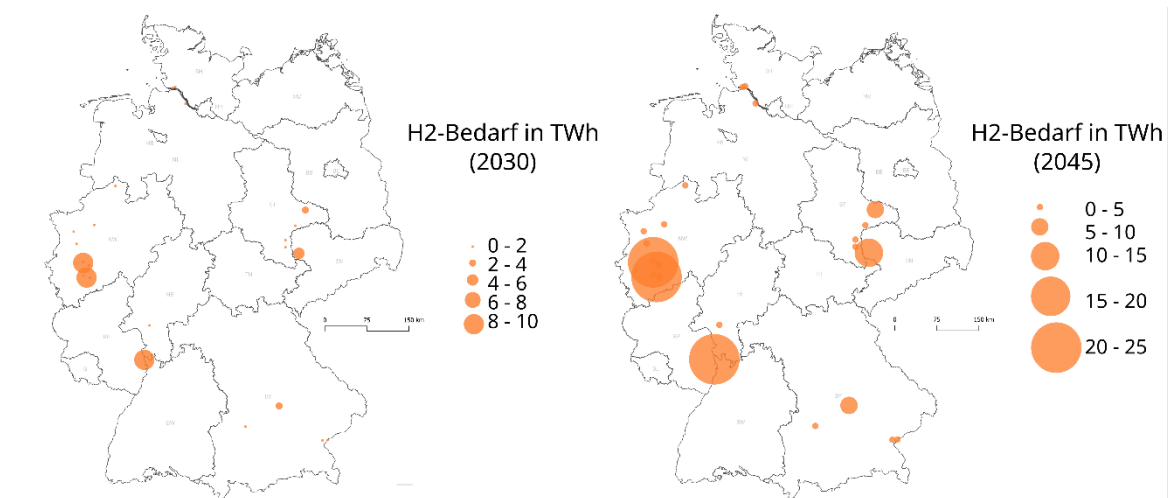 H2-Bedarf in TWh
(2030)
0 - 2
2 - 4
4 - 6
6 - 8
8 - 10
0 75 150 km
H2-Bedarf in TWh
(2045)
0 - 5
5 - 10
10 - 15
15 - 20
20 - 25
0 75 150 km